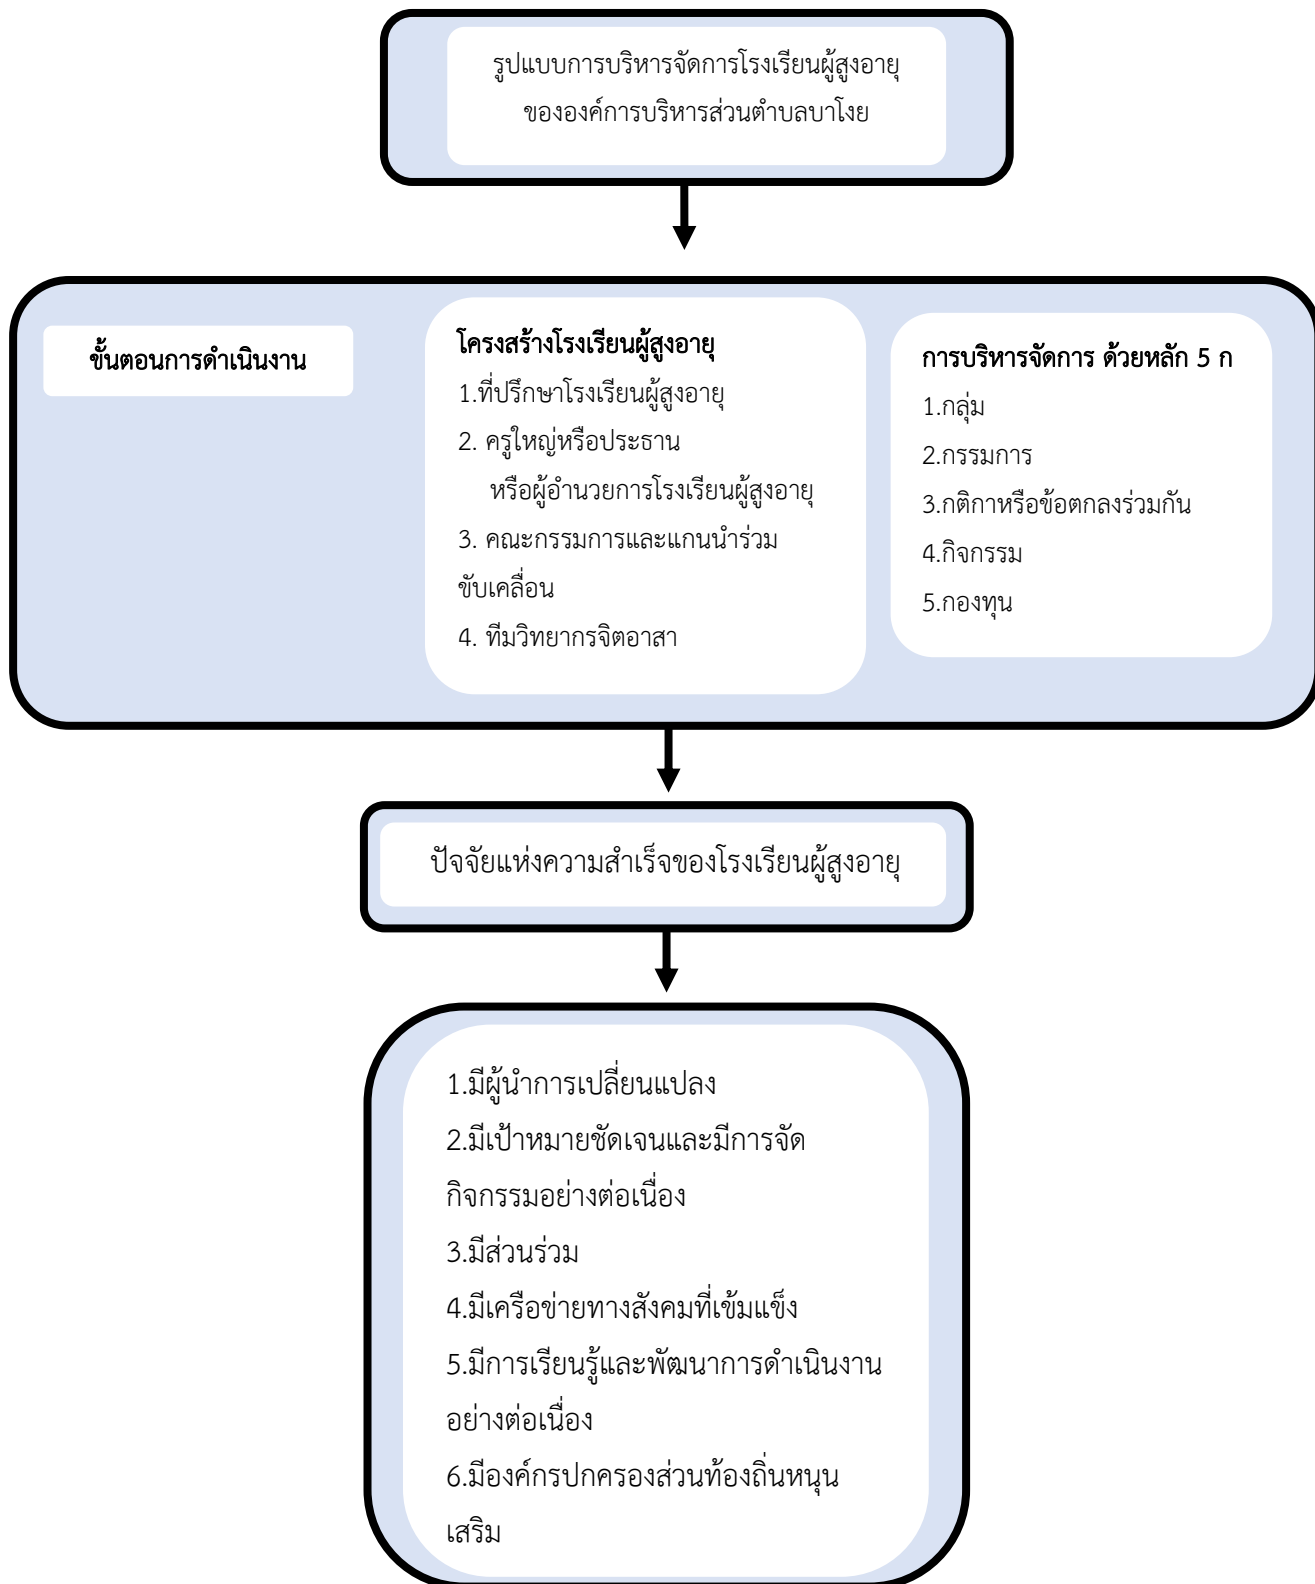 รูปแบบการบริหารจัดการโรงเรียนผู้สูงอายุ
ขององค์การบริหารส่วนตำบลบาโงย
ขั้นตอนการดำเนินงาน
โครงสร้างโรงเรียนผู้สูงอายุ
1.ที่ปรึกษาโรงเรียนผู้สูงอายุ
2. ครูใหญ่หรือประธาน
หรือผู้อำนวยการโรงเรียนผู้สูงอายุ
3. คณะกรรมการและแกนนำร่วม
ขับเคลื่อน
4. ทีมวิทยากรจิตอาสา
การบริหารจัดการ ด้วยหลัก 5 ก
1.กลุ่ม
2.กรรมการ
3.กติกาหรือข้อตกลงร่วมกัน
4.กิจกรรม
5.กองทุน
ปัจจัยแห่งความสำเร็จของโรงเรียนผู้สูงอายุ
1.มีผู้นำการเปลี่ยนแปลง
2.มีเป้าหมายชัดเจนและมีการจัด
กิจกรรมอย่างต่อเนื่อง
3.มีส่วนร่วม
4.มีเครือข่ายทางสังคมที่เข้มแข็ง
5.มีการเรียนรู้และพัฒนาการดำเนินงาน
อย่างต่อเนื่อง
6.มีองค์กรปกครองส่วนท้องถิ่นหนุน
เสริม